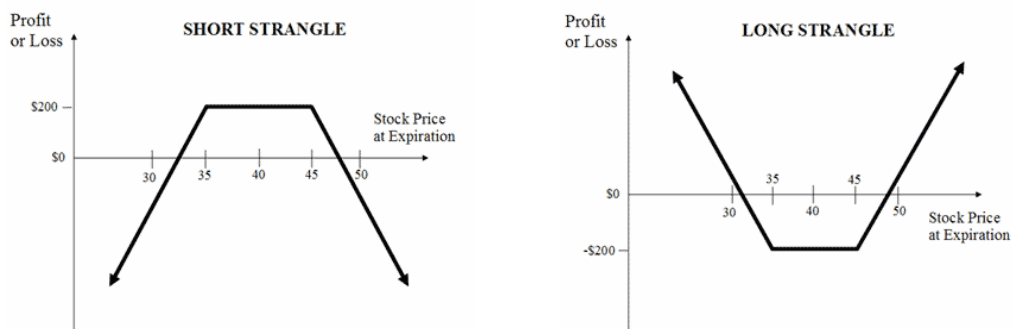 Profit
or Loss
SHORT STRANGLE
$200
Stock Price
at Expiration
$0
30
35
40
45
50
Profit
or Loss
LONG STRANGLE
35
45
$0
30
40
50
Stock Price
at Expiration
-$200